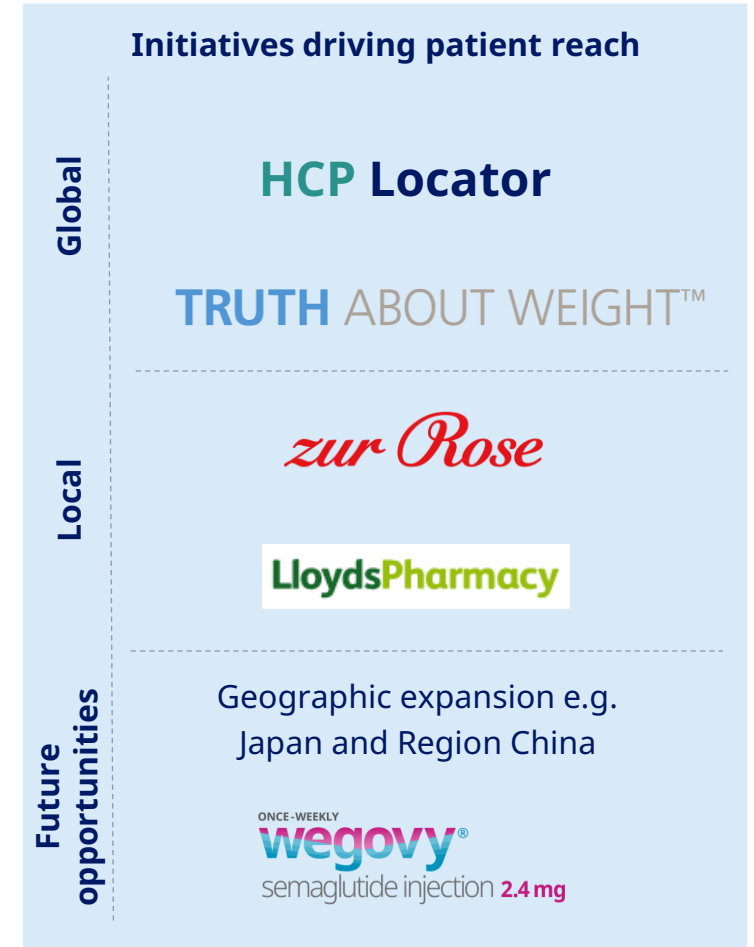 Initiatives driving patient reach
Global
HCP Locator
TRUTH ABOUT WEIGHT™
Local
zur Rose
LloydsPharmacy
Future
opportunities
Geographic expansion e.g.
Japan and Region China
ONCE-WEEKLY
wegovy®
semaglutide injection 2.4 mg